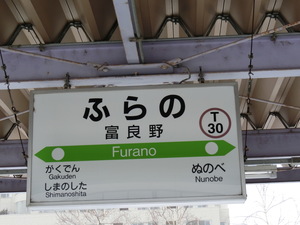 ふらの
富良野
T
30
Furano
がくでん
Gakuden
しまのした
Shimanoshita
ぬのべ
Nunobe